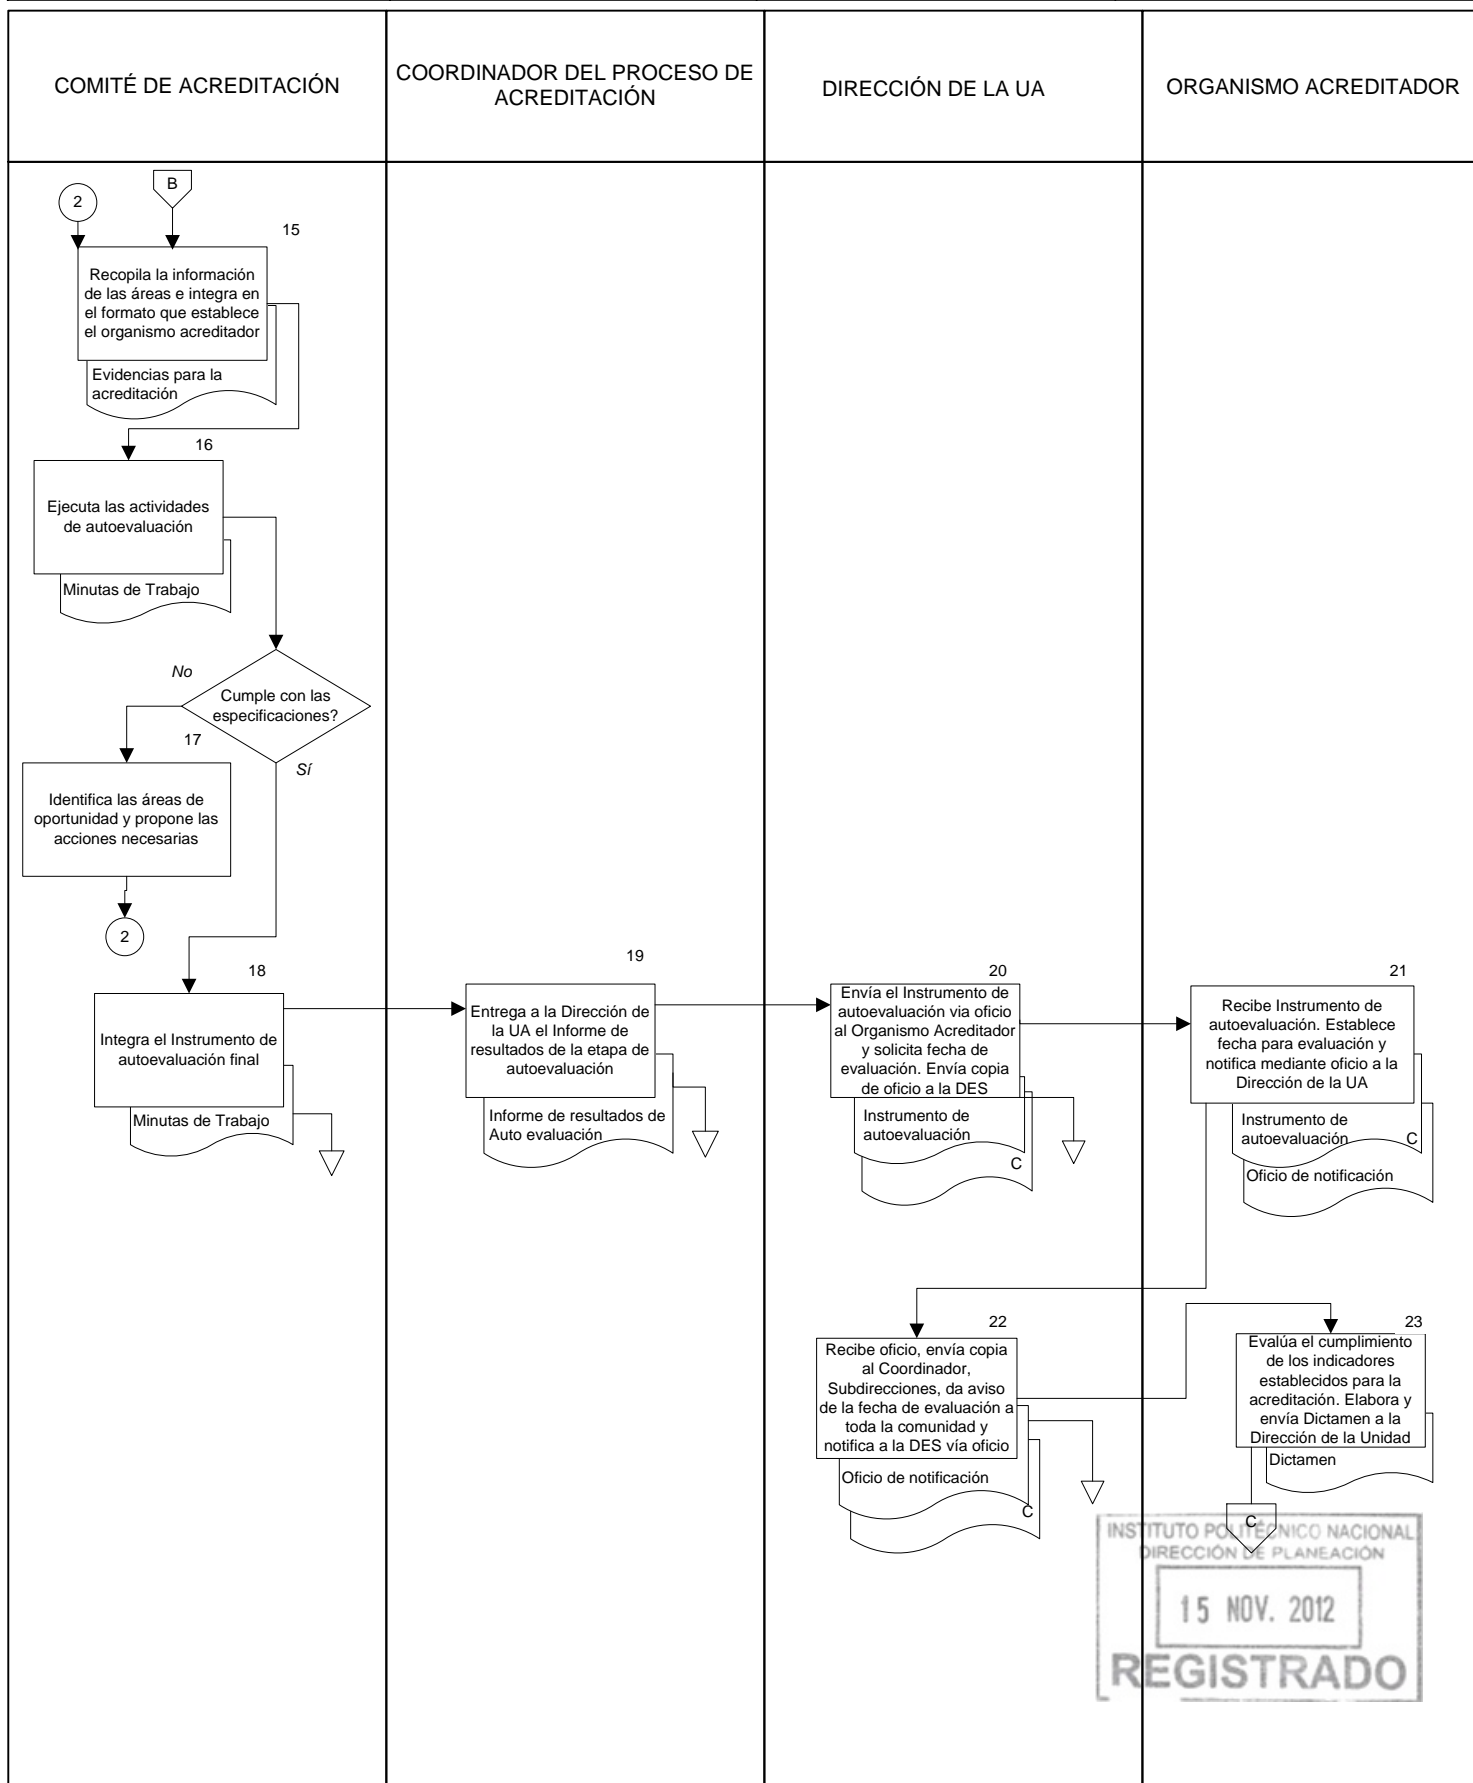 COMITÉ DE ACREDITACIÓN
COORDINADOR DEL PROCESO DE
ACREDITACIÓN
DIRECCIÓN DE LA UA
ORGANISMO ACREDITADOR
2
B
15
Recopila la información
de las áreas e integra en
el formato que establece
el organismo acreditador
Evidencias para la
acreditación
16
Ejecuta las actividades
de autoevaluación
Minutas de Trabajo
No
Cumple con las
especificaciones?
17
Sí
Identifica las áreas de
oportunidad y propone las
acciones necesarias
2
18
Integra el Instrumento de
autoevaluación final
Minutas de Trabajo
19
Entrega a la Dirección de
la UA el Informe de
resultados de la etapa de
autoevaluación
Informe de resultados de
Auto evaluación
20
Envía el Instrumento de
autoevaluación via oficio
al Organismo Acreditador
y solicita fecha de
evaluación. Envía copia
de oficio a la DES
Instrumento de
autoevaluación
C
21
Recibe Instrumento de
autoevaluación. Establece
fecha para evaluación y
notifica mediante oficio a la
Dirección de la UA
Instrumento de
autoevaluación
C
Oficio de notificación
22
Recibe oficio, envía copia
al Coordinador,
Subdirecciones, da aviso
de la fecha de evaluación a
toda la comunidad y
notifica a la DES vía oficio
Oficio de notificación
C
23
Evalúa el cumplimiento
de los indicadores
establecidos para la
acreditación. Elabora y
envía Dictamen a la
Dirección de la Unidad
Dictamen
C
INSTITUTO POLITÉCNICO NACIONAL
DIRECCIÓN DE PLANEACIÓN
15 NOV. 2012
REGISTRADO